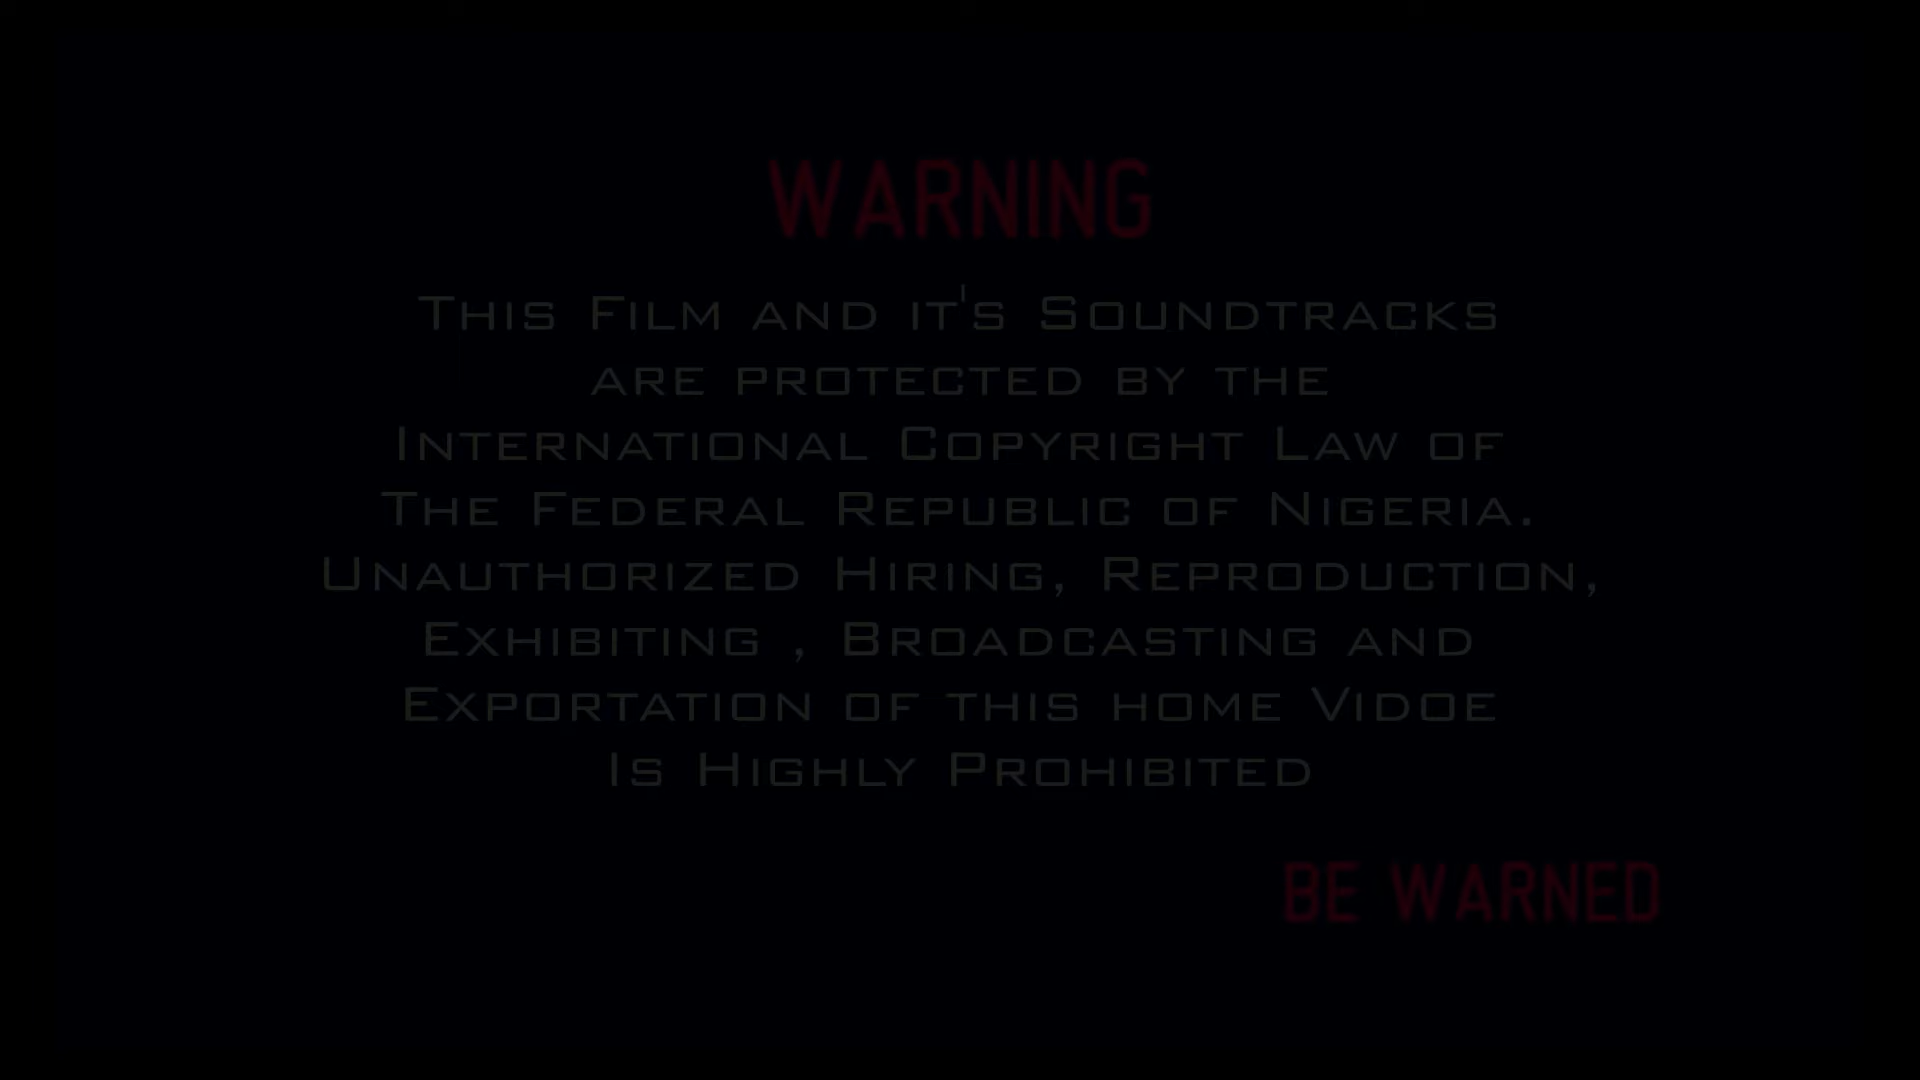 WARNING
This Film and it's Soundtracks
are protected by the
International Copyright Law of
The Federal Republic of Nigeria.
Unauthorized Hiring, Reproduction,
Exhibiting , Broadcasting and
Exportation of this home Vidoe
Is Highly Prohibited
BE WARNED